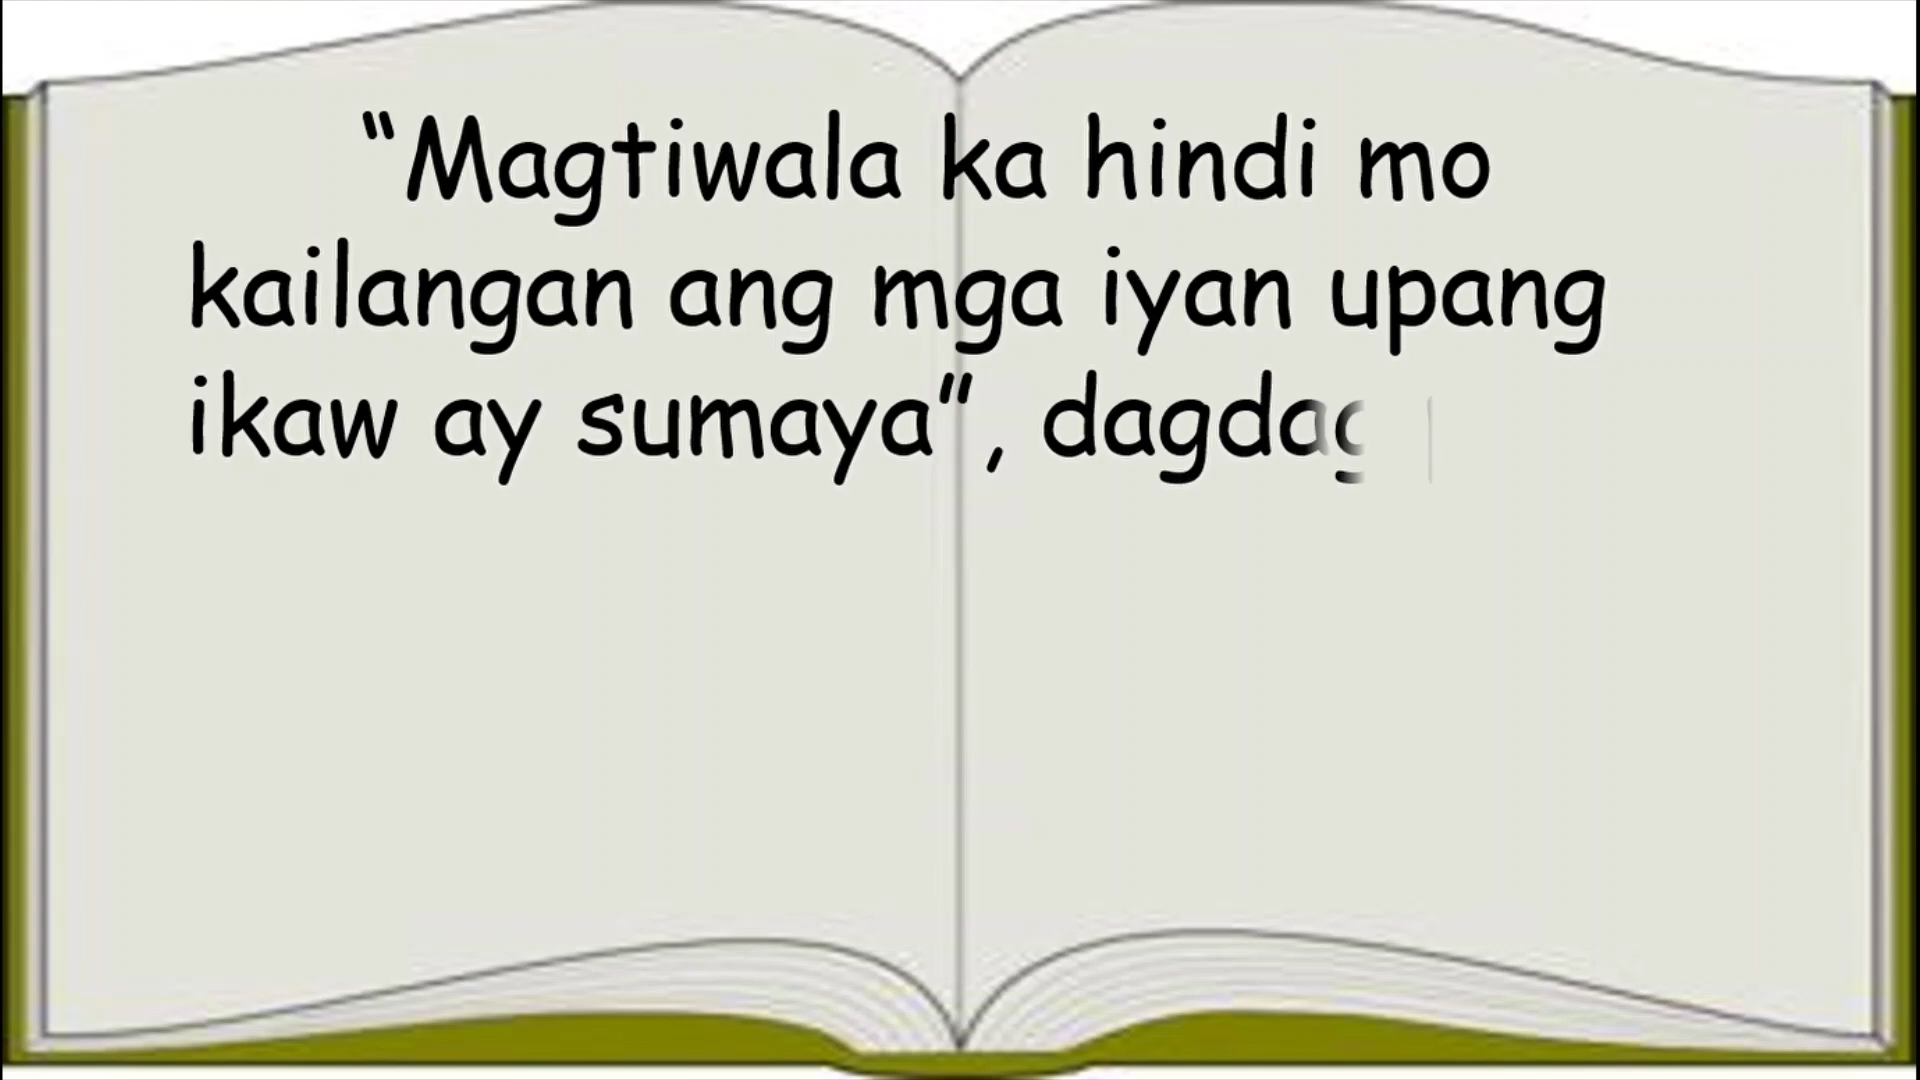 “Magtiwala ka hindi mo
kailangan ang mga iyan upang
ikaw ay sumaya”,